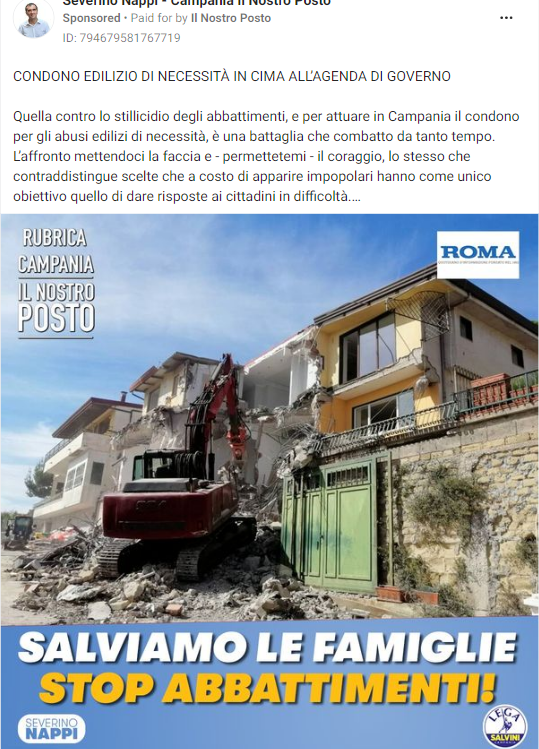 Severino Nappi - Campania Il Nostro Posto
Sponsored • Paid for by Il Nostro Posto
ID: 794679581767719
CONDONO EDILIZIO DI NECESSITÀ IN CIMA ALL'AGENDA DI GOVERNO
Quella contro lo stillicidio degli abbattimenti, e per attuare in Campania il condono
per gli abusi edilizi di necessità, è una battaglia che combatto da tanto tempo.
L'affronto mettendoci la faccia e - permettetemi - il coraggio, lo stesso che
contraddistingue scelte che a costo di apparire impopolari hanno come unico
obiettivo quello di dare risposte ai cittadini in difficoltà....
RUBRICA
CAMPANIA
IL NOSTRO
POSTO
ROMA
SALVIAMO LE FAMIGLIE
STOP ABBATTIMENTI!
SEVERINO
NAPPI
LEGA
SALVINI